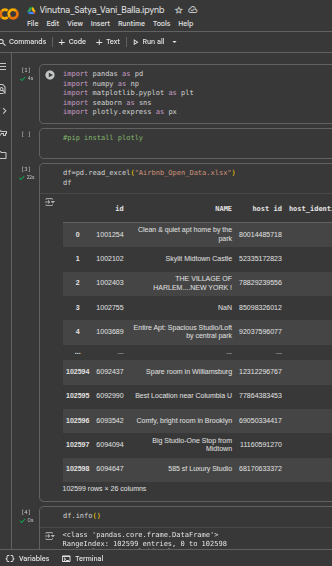 Vinutna_Satya_Vani_Balla.ipynb
File Edit View Insert Runtime Tools Help
Commands + Code + Text Run all
[1]
4s
import pandas as pd
import numpy as np
import matplotlib.pyplot as plt
import seaborn as sns
import plotly.express as px
[ ]
#pip install plotly
[3]
22s
df=pd.read_excel("Airbnb_Open_Data.xlsx")
df
id NAME host id host_identi
0 1001254 Clean & quiet apt home by the
park 80014485718
1 1002102 Skylit Midtown Castle 52335172823
2 1002403 THE VILLAGE OF
HARLEM....NEW YORK ! 78829239556
3 1002755 NaN 85098326012
4 1003689 Entire Apt: Spacious Studio/Loft
by central park 92037596077
... ... ... ...
102594 6092437 Spare room in Williamsburg 12312296767
102595 6092990 Best Location near Columbia U 77864383453
102596 6093542 Comfy, bright room in Brooklyn 69050334417
102597 6094094 Big Studio-One Stop from
Midtown 11160591270
102598 6094647 585 sf Luxury Studio 68170633372
102599 rows × 26 columns
[4]
0s
df.info()
<class 'pandas.core.frame.DataFrame'>
RangeIndex: 102599 entries, 0 to 102598
Variables Terminal